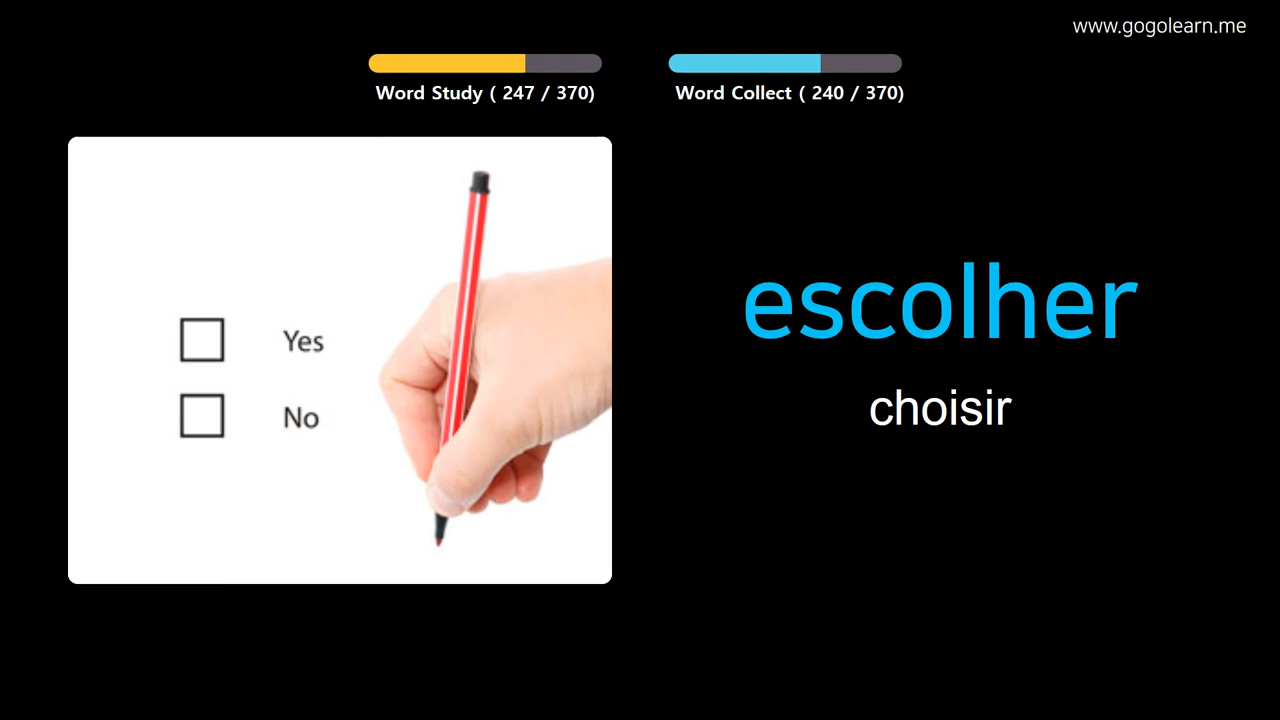 www.gogolearn.me
Word Study ( 247 / 370)
Word Collect ( 240 / 370)
Yes
No
escolher
choisir